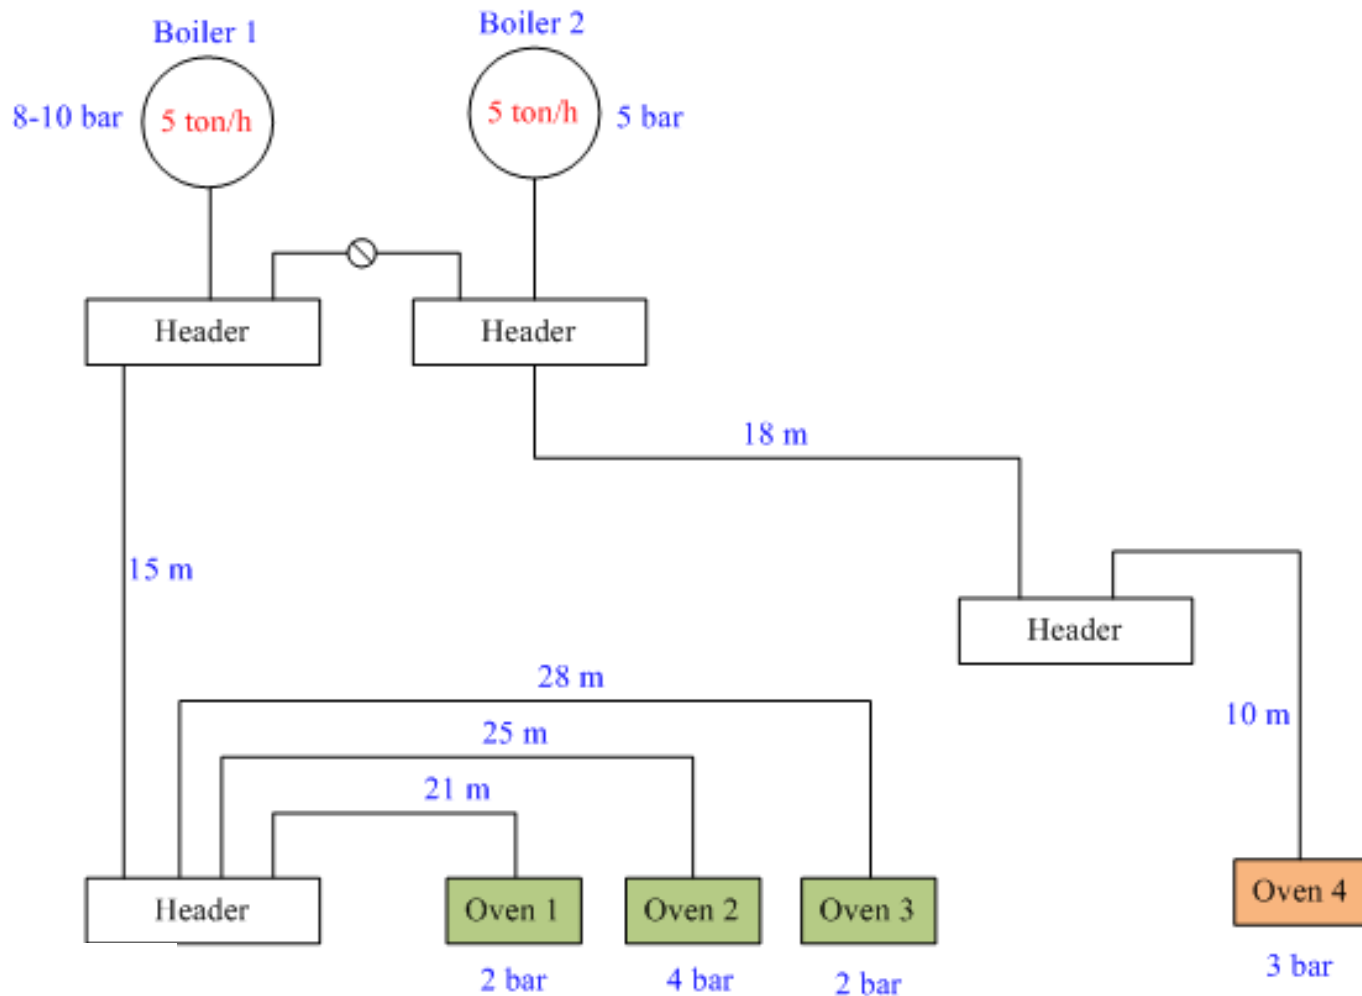 Boiler 1
Boiler 2
8-10 bar
5 ton/h
5 ton/h
5 bar
Header
Header
18 m
15 m
Header
28 m
10 m
25 m
21 m
Header
Oven 1
Oven 2
Oven 3
Oven 4
2 bar
4 bar
2 bar
3 bar